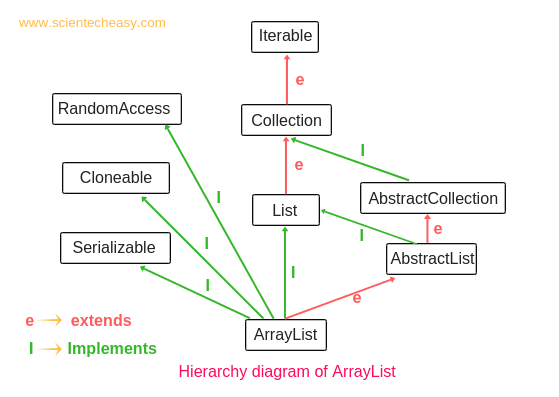 www.scientecheasy.com
Iterable
e
RandomAccess
Collection
I
e
Cloneable
AbstractCollection
I
List
e
I
Serializable
I
AbstractList
I
I
e
e extends
ArrayList
I Implements
Hierarchy diagram of ArrayList